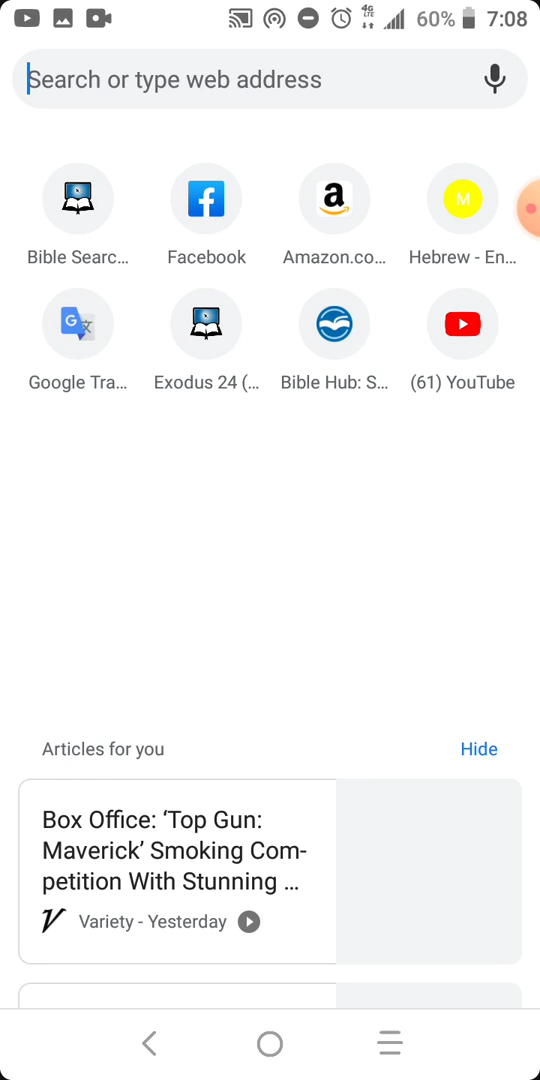 4G
LTE
60%
7:08
Search or type web address
Bible Searc...
Facebook
Amazon.co...
M
Hebrew - En...
Google Tra...
Exodus 24 (...
Bible Hub: S...
(61) YouTube
Articles for you
Hide
Box Office: ‘Top Gun:
Maverick’ Smoking Com-
petition With Stunning ...
Variety - Yesterday